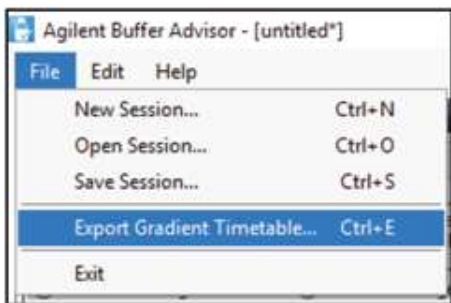 Agilent Buffer Advisor - [untitled*]
File Edit Help
New Session... Ctrl+N
Open Session... Ctrl+O
Save Session... Ctrl+S
Export Gradient Timetable... Ctrl+E
Exit